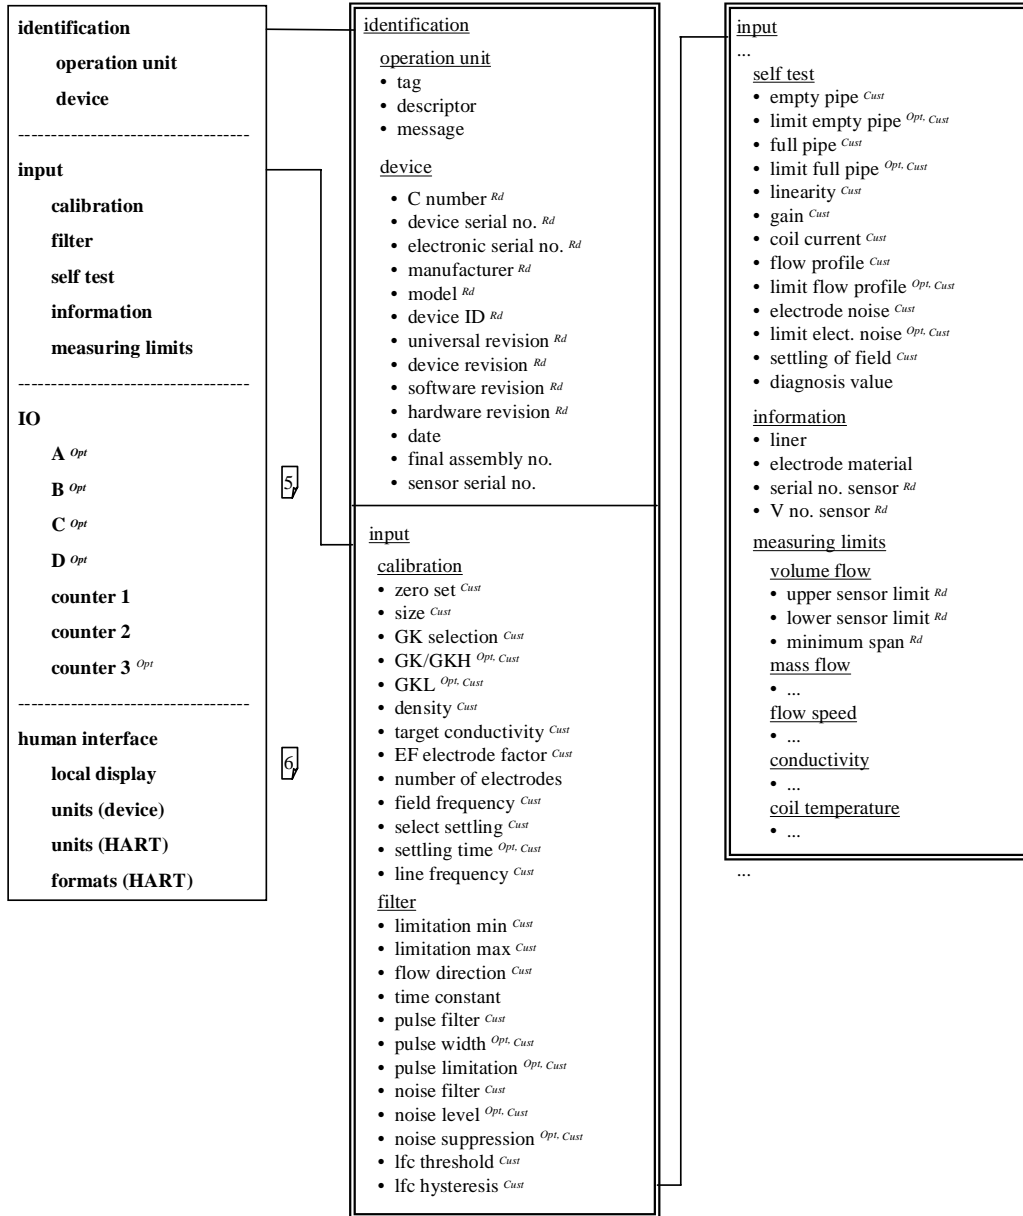 identification
operation unit
device
-----------------------------------
input
calibration
filter
self test
information
measuring limits
-----------------------------------
IO
A Opt
B Opt
C Opt
D Opt
counter 1
counter 2
counter 3 Opt
-----------------------------------
human interface
local display
units (device)
units (HART)
formats (HART)
5
6
identification
operation unit
• tag
• descriptor
• message
device
• C number Rd
• device serial no. Rd
• electronic serial no. Rd
• manufacturer Rd
• model Rd
• device ID Rd
• universal revision Rd
• device revision Rd
• software revision Rd
• hardware revision Rd
• date
• final assembly no.
• sensor serial no.
input
calibration
• zero set Cust
• size Cust
• GK selection Cust
• GK/GKH Opt, Cust
• GKL Opt, Cust
• density Cust
• target conductivity Cust
• EF electrode factor Cust
• number of electrodes
• field frequency Cust
• select settling Cust
• settling time Opt, Cust
• line frequency Cust
filter
• limitation min Cust
• limitation max Cust
• flow direction Cust
• time constant
• pulse filter Cust
• pulse width Opt, Cust
• pulse limitation Opt, Cust
• noise filter Cust
• noise level Opt, Cust
• noise suppression Opt, Cust
• lfc threshold Cust
• lfc hysteresis Cust
input
...
self test
• empty pipe Cust
• limit empty pipe Opt, Cust
• full pipe Cust
• limit full pipe Opt, Cust
• linearity Cust
• gain Cust
• coil current Cust
• flow profile Cust
• limit flow profile Opt, Cust
• electrode noise Cust
• limit elect. noise Opt, Cust
• settling of field Cust
• diagnosis value
information
• liner
• electrode material
• serial no. sensor Rd
• V no. sensor Rd
measuring limits
volume flow
• upper sensor limit Rd
• lower sensor limit Rd
• minimum span Rd
mass flow
• ...
flow speed
• ...
conductivity
• ...
coil temperature
• ...
...